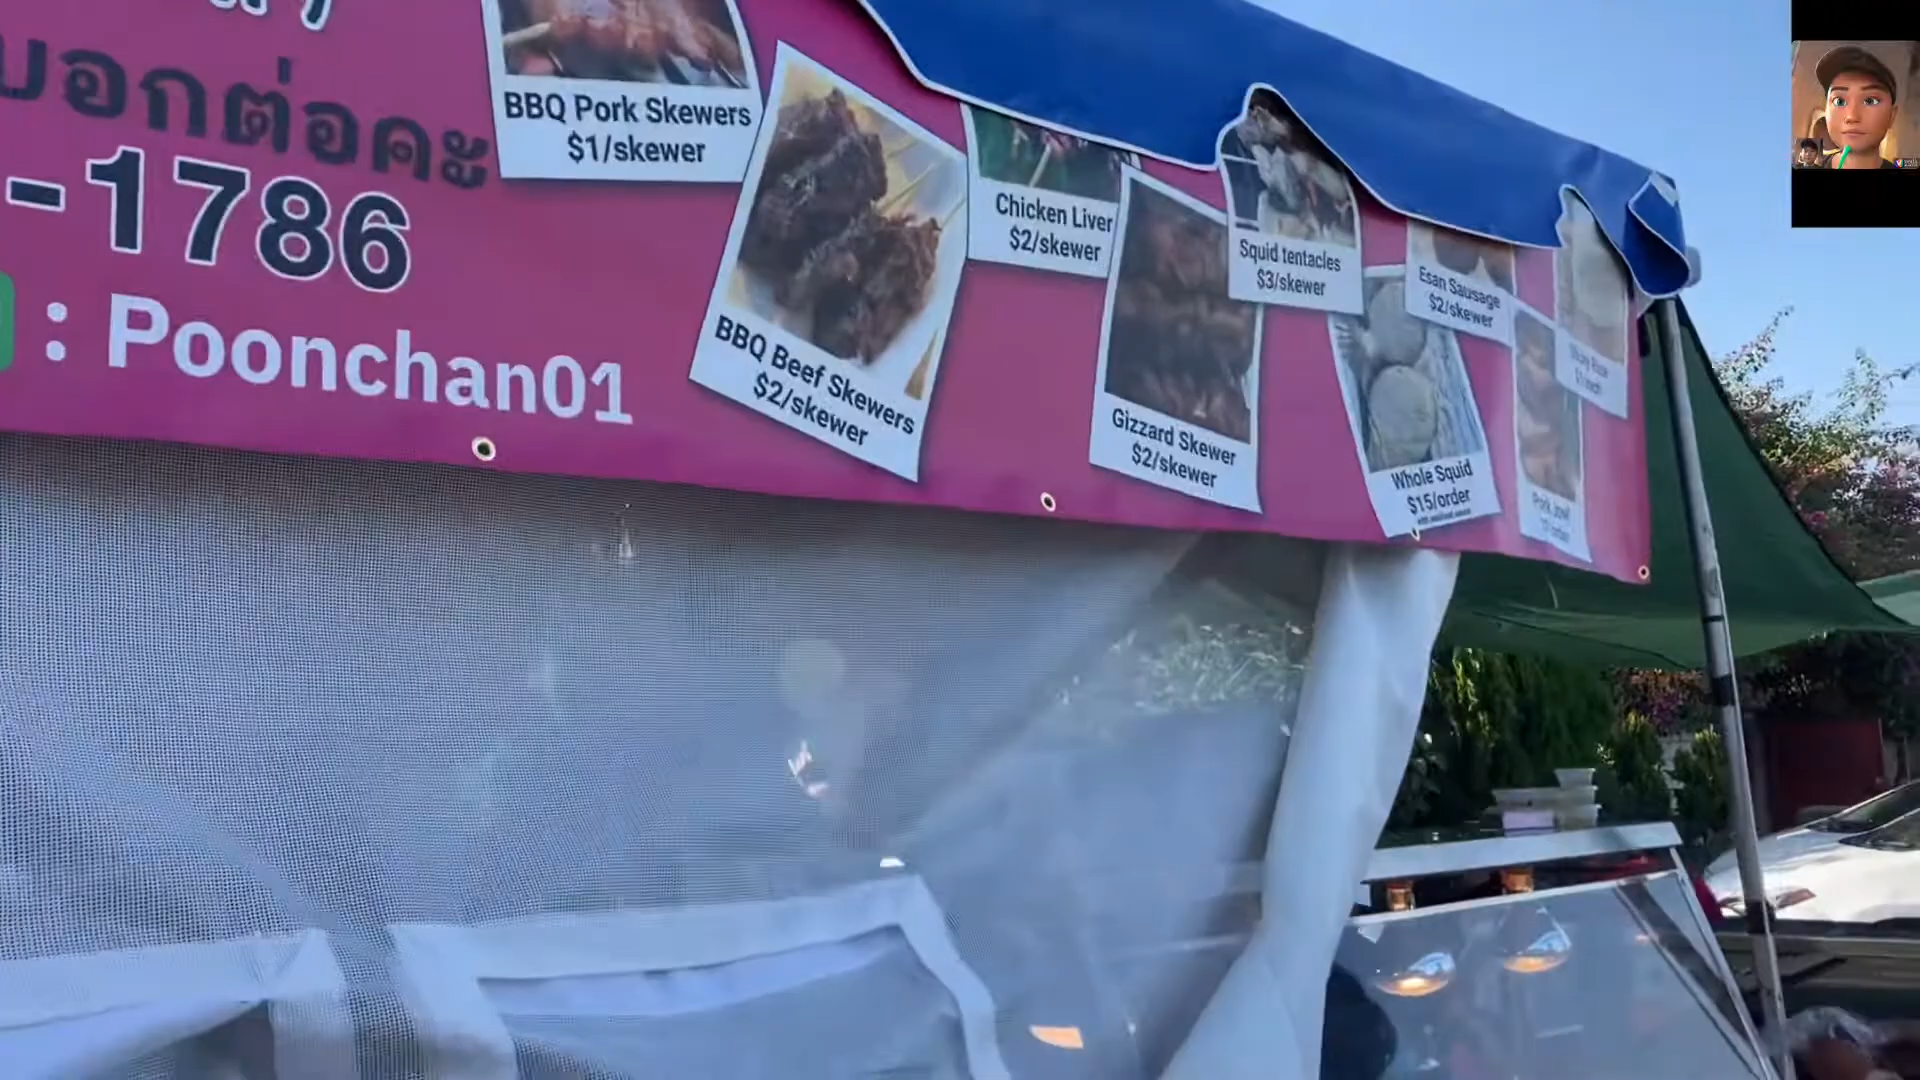 บอกต่อคะ
-1786
: Poonchan01
BBQ Pork Skewers
$1/skewer
BBQ Beef Skewers
$2/skewer
Chicken Liver
$2/skewer
Gizzard Skewer
$2/skewer
Squid tentacles
$3/skewer
Whole Squid
$15/order
Esan Sausage
$2/skewer